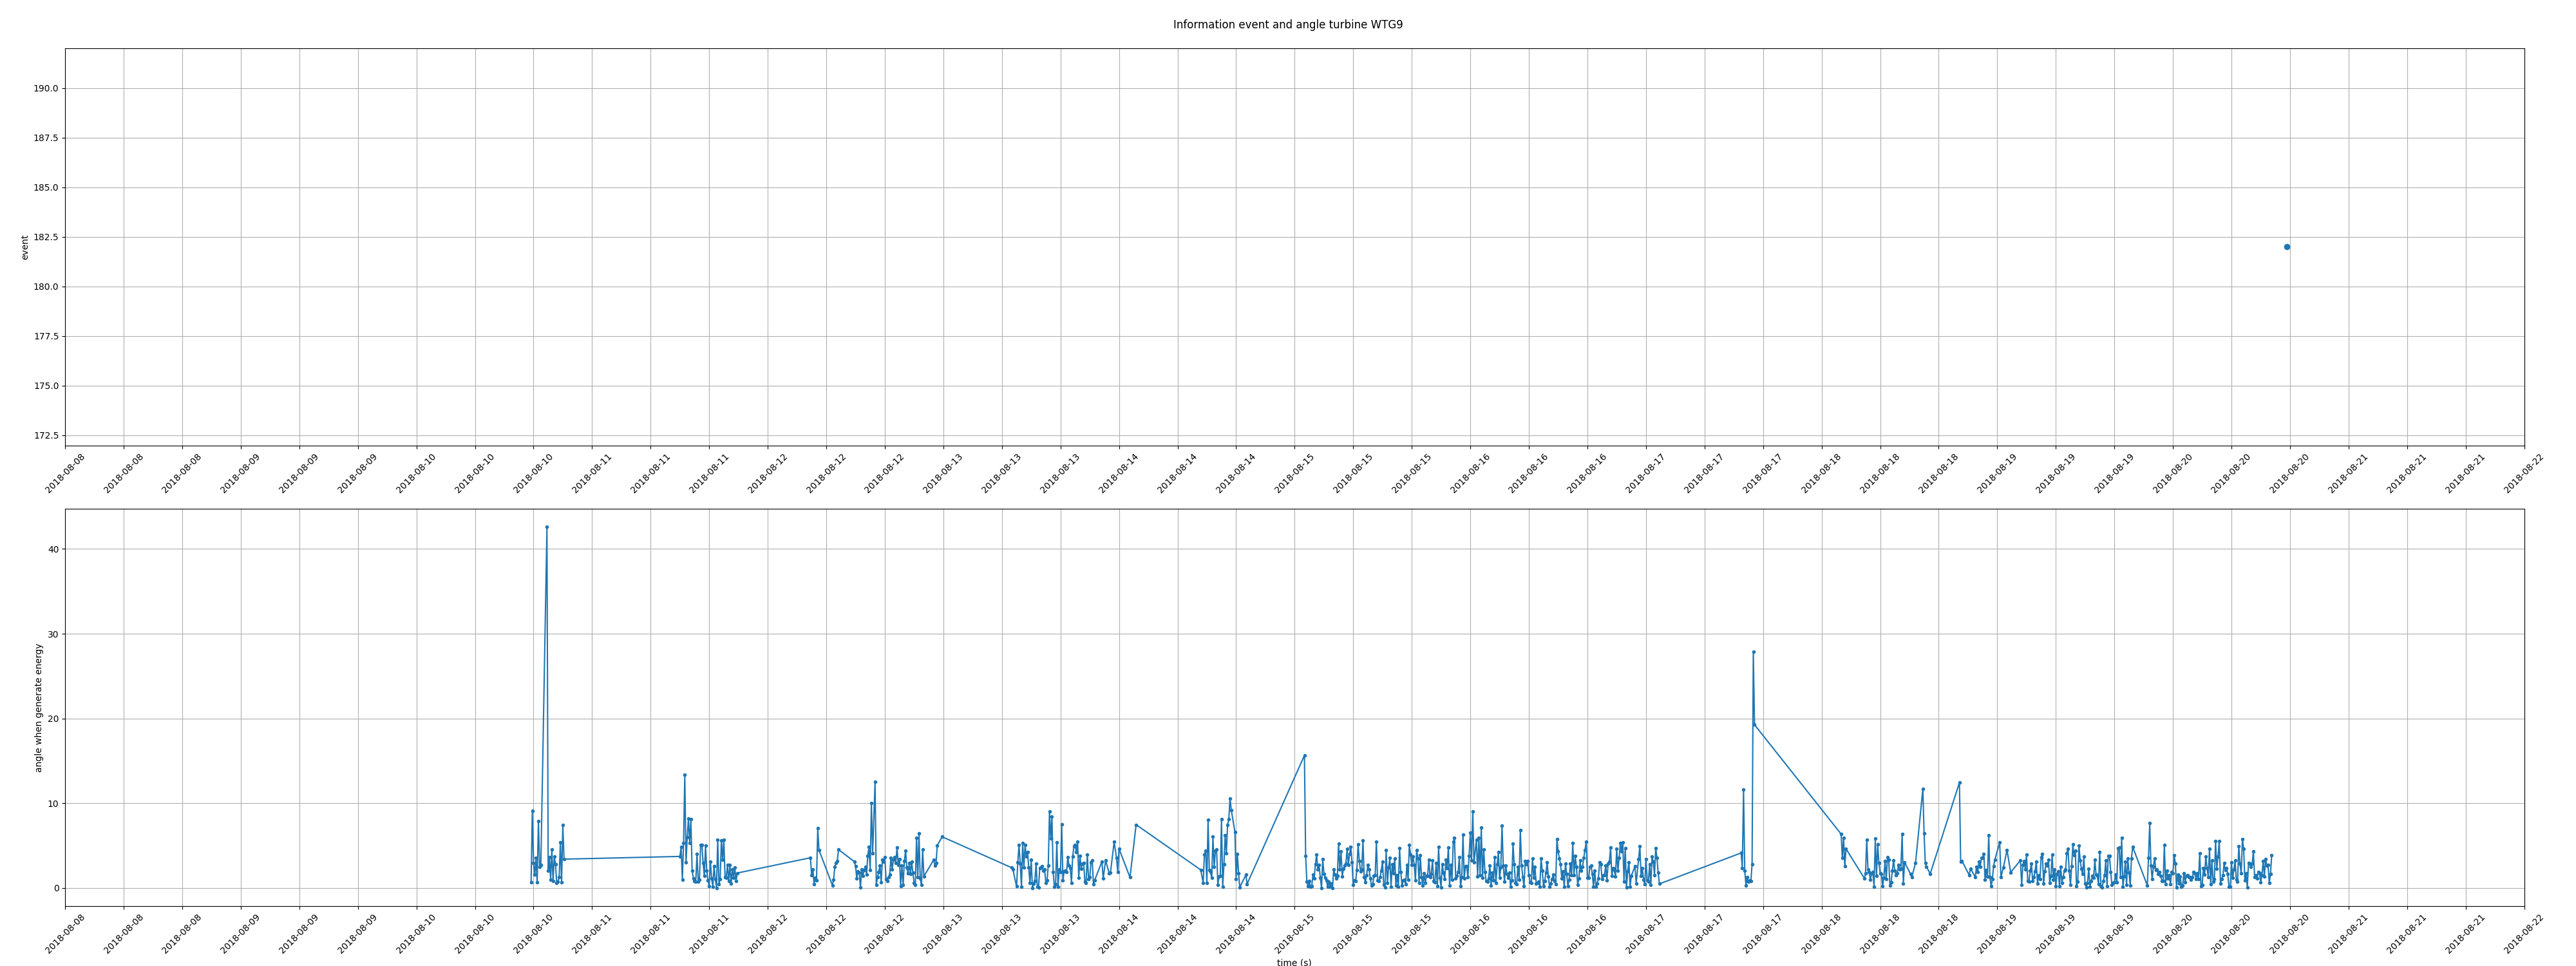 Information event and angle turbine WTG9
event
190.0
187.5
185.0
182.5
180.0
177.5
175.0
172.5
2018-08-08 2018-08-08 2018-08-08 2018-08-09 2018-08-09 2018-08-09 2018-08-10 2018-08-10 2018-08-10 2018-08-11 2018-08-11 2018-08-11 2018-08-12 2018-08-12 2018-08-12 2018-08-13 2018-08-13 2018-08-13 2018-08-14 2018-08-14 2018-08-14 2018-08-15 2018-08-15 2018-08-15 2018-08-16 2018-08-16 2018-08-16 2018-08-17 2018-08-17 2018-08-17 2018-08-18 2018-08-18 2018-08-18 2018-08-19 2018-08-19 2018-08-19 2018-08-20 2018-08-20 2018-08-20 2018-08-21 2018-08-21 2018-08-21 2018-08-22
angle when generate energy
40
30
20
10
0
2018-08-08 2018-08-08 2018-08-08 2018-08-09 2018-08-09 2018-08-09 2018-08-10 2018-08-10 2018-08-10 2018-08-11 2018-08-11 2018-08-11 2018-08-12 2018-08-12 2018-08-12 2018-08-13 2018-08-13 2018-08-13 2018-08-14 2018-08-14 2018-08-14 2018-08-15 2018-08-15 2018-08-15 2018-08-16 2018-08-16 2018-08-16 2018-08-17 2018-08-17 2018-08-17 2018-08-18 2018-08-18 2018-08-18 2018-08-19 2018-08-19 2018-08-19 2018-08-20 2018-08-20 2018-08-20 2018-08-21 2018-08-21 2018-08-21 2018-08-22
time (s)